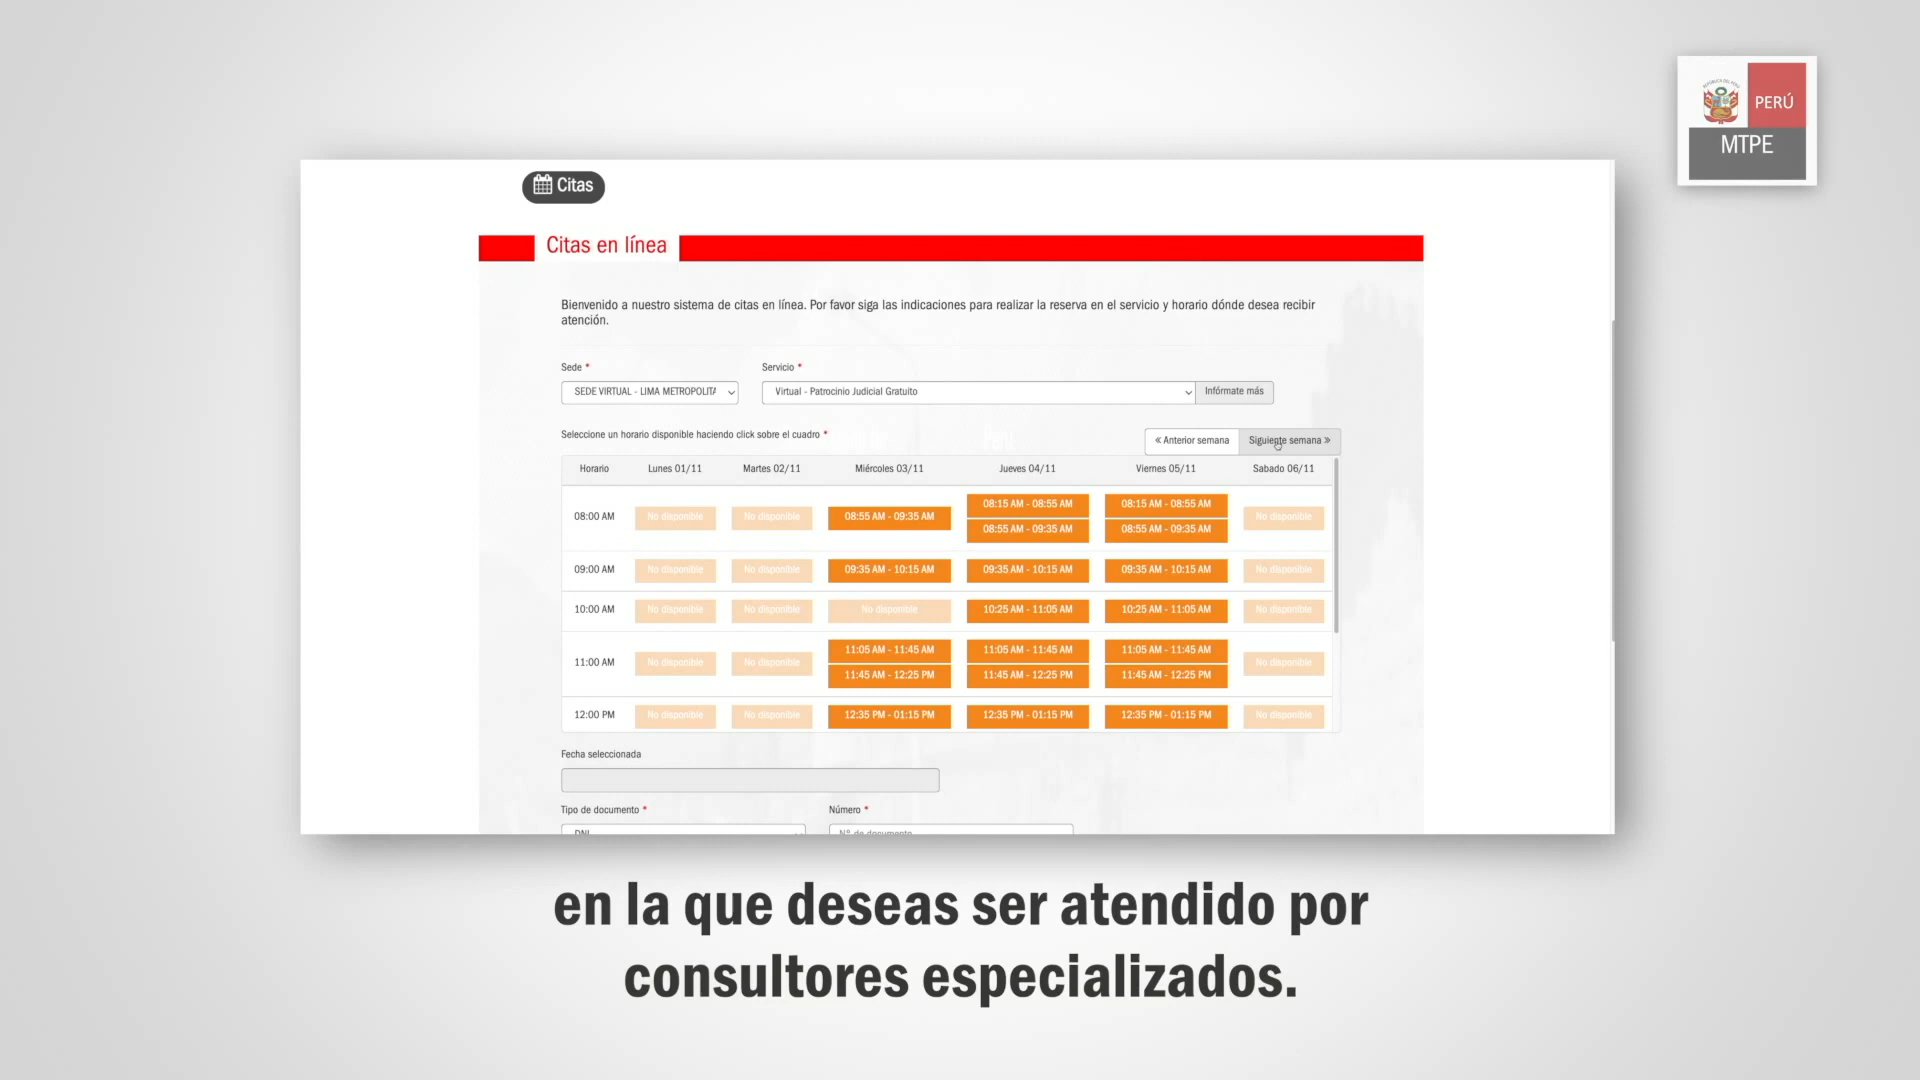 PERÚ
MTPE
Citas
Citas en línea
Bienvenido a nuestro sistema de citas en línea. Por favor siga las indicaciones para realizar la reserva en el servicio y horario dónde desea recibir
atención.
Sede * Servicio *
SEDE VIRTUAL - LIMA METROPOLITA Virtual - Patrocinio Judicial Gratuito Infórmate más
Seleccione un horario disponible haciendo click sobre el cuadro *
« Anterior semana Siguiente semana »
Horario Lunes 01/11 Martes 02/11 Miércoles 03/11 Jueves 04/11 Viernes 05/11 Sabado 06/11
08:15 AM - 08:55 AM 08:15 AM - 08:55 AM
08:00 AM No disponible No disponible 08:55 AM - 09:35 AM No disponible
08:55 AM - 09:35 AM 08:55 AM - 09:35 AM
09:00 AM No disponible No disponible 09:35 AM - 10:15 AM 09:35 AM - 10:15 AM 09:35 AM - 10:15 AM No disponible
10:00 AM No disponible No disponible No disponible 10:25 AM - 11:05 AM 10:25 AM - 11:05 AM No disponible
11:05 AM - 11:45 AM 11:05 AM - 11:45 AM 11:05 AM - 11:45 AM
11:00 AM No disponible No disponible No disponible
11:45 AM - 12:25 PM 11:45 AM - 12:25 PM 11:45 AM - 12:25 PM
12:00 PM No disponible No disponible 12:35 PM - 01:15 PM 12:35 PM - 01:15 PM 12:35 PM - 01:15 PM No disponible
Fecha seleccionada
Tipo de documento * Número *
DNI N° de documento
en la que deseas ser atendido por
consultores especializados.